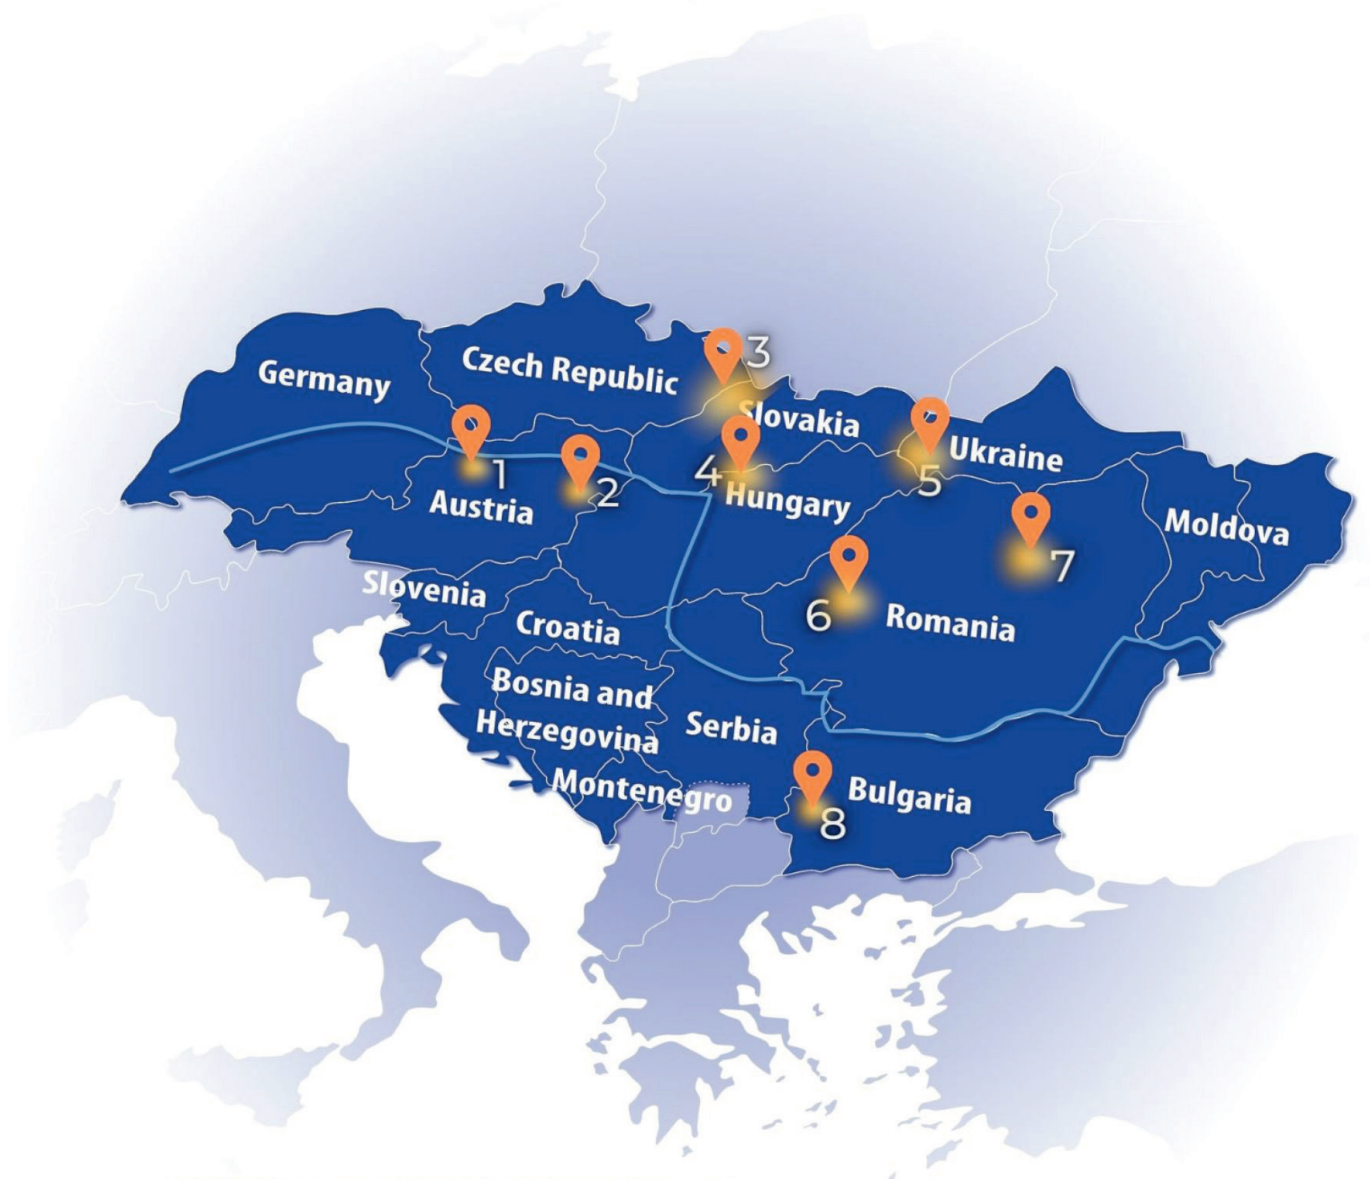 3
Czech Republic
Germany
Slovakia
Ukraine
1
4
5
2
Hungary
Austria
Moldova
7
Slovenia
6
Romania
Croatia
Bosnia and
Herzegovina
Serbia
Montenegro
Bulgaria
8